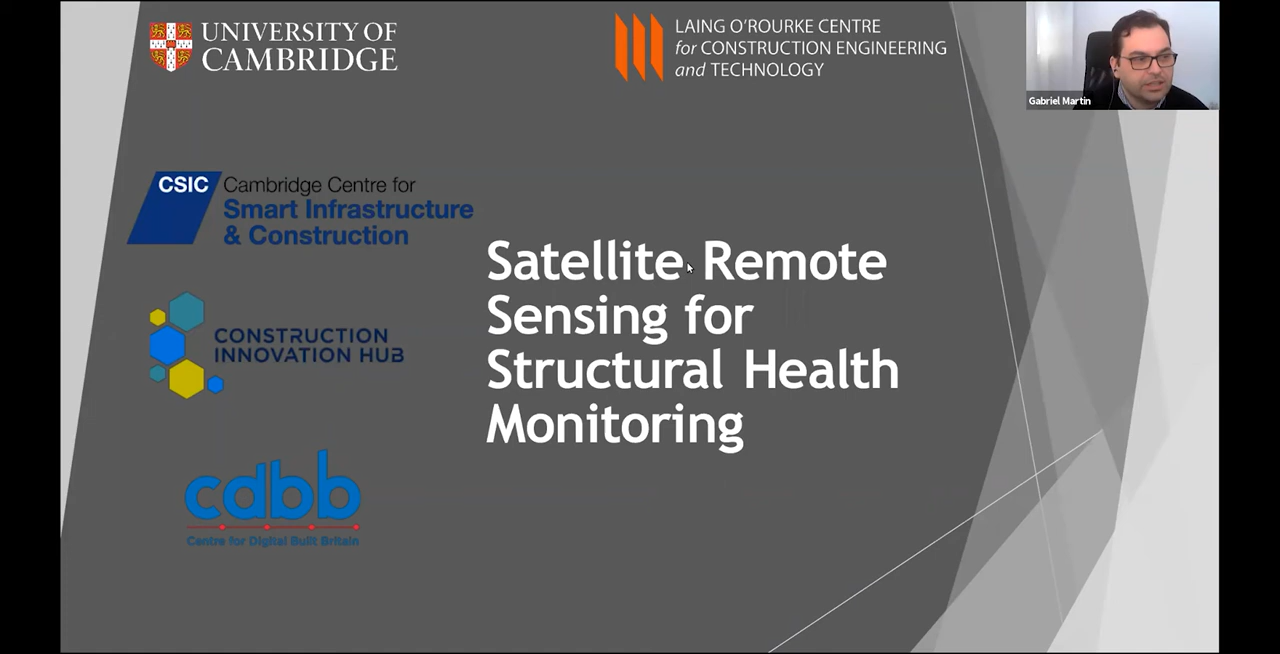 UNIVERSITY OF
CAMBRIDGE
LAING O'ROURKE CENTRE
for CONSTRUCTION ENGINEERING
and TECHNOLOGY
Gabriel Martin
CSIC
Cambridge Centre for
Smart Infrastructure
& Construction
Satellite Remote
Sensing for
Structural Health
Monitoring
CONSTRUCTION
INNOVATION HUB
cdbb
Centre for Digital Built Britain